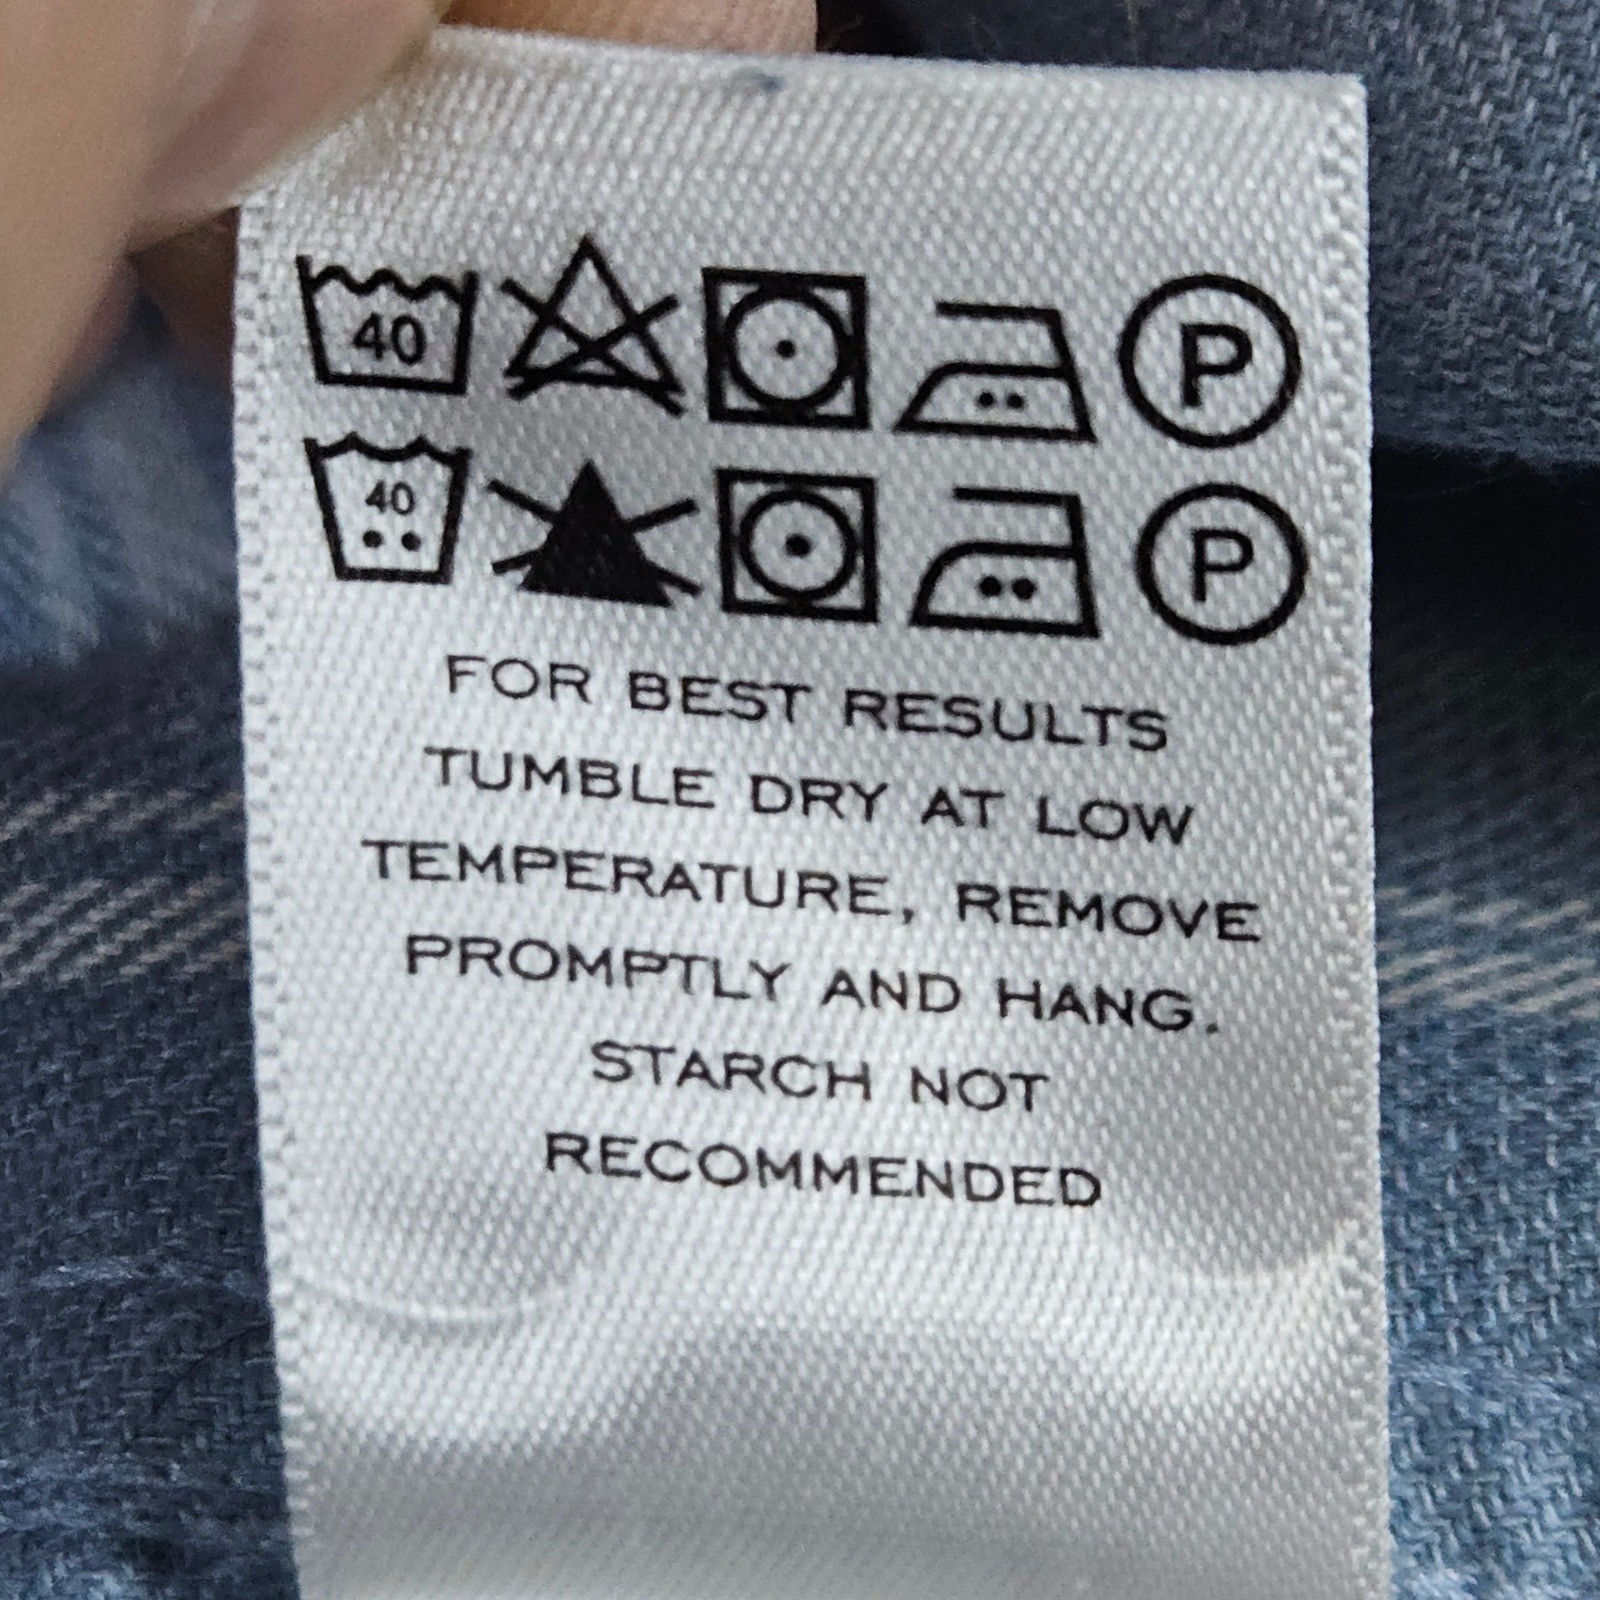 40 P
40 P
FOR BEST RESULTS
TUMBLE DRY AT LOW
TEMPERATURE, REMOVE
PROMPTLY AND HANG.
STARCH NOT
RECOMMENDED